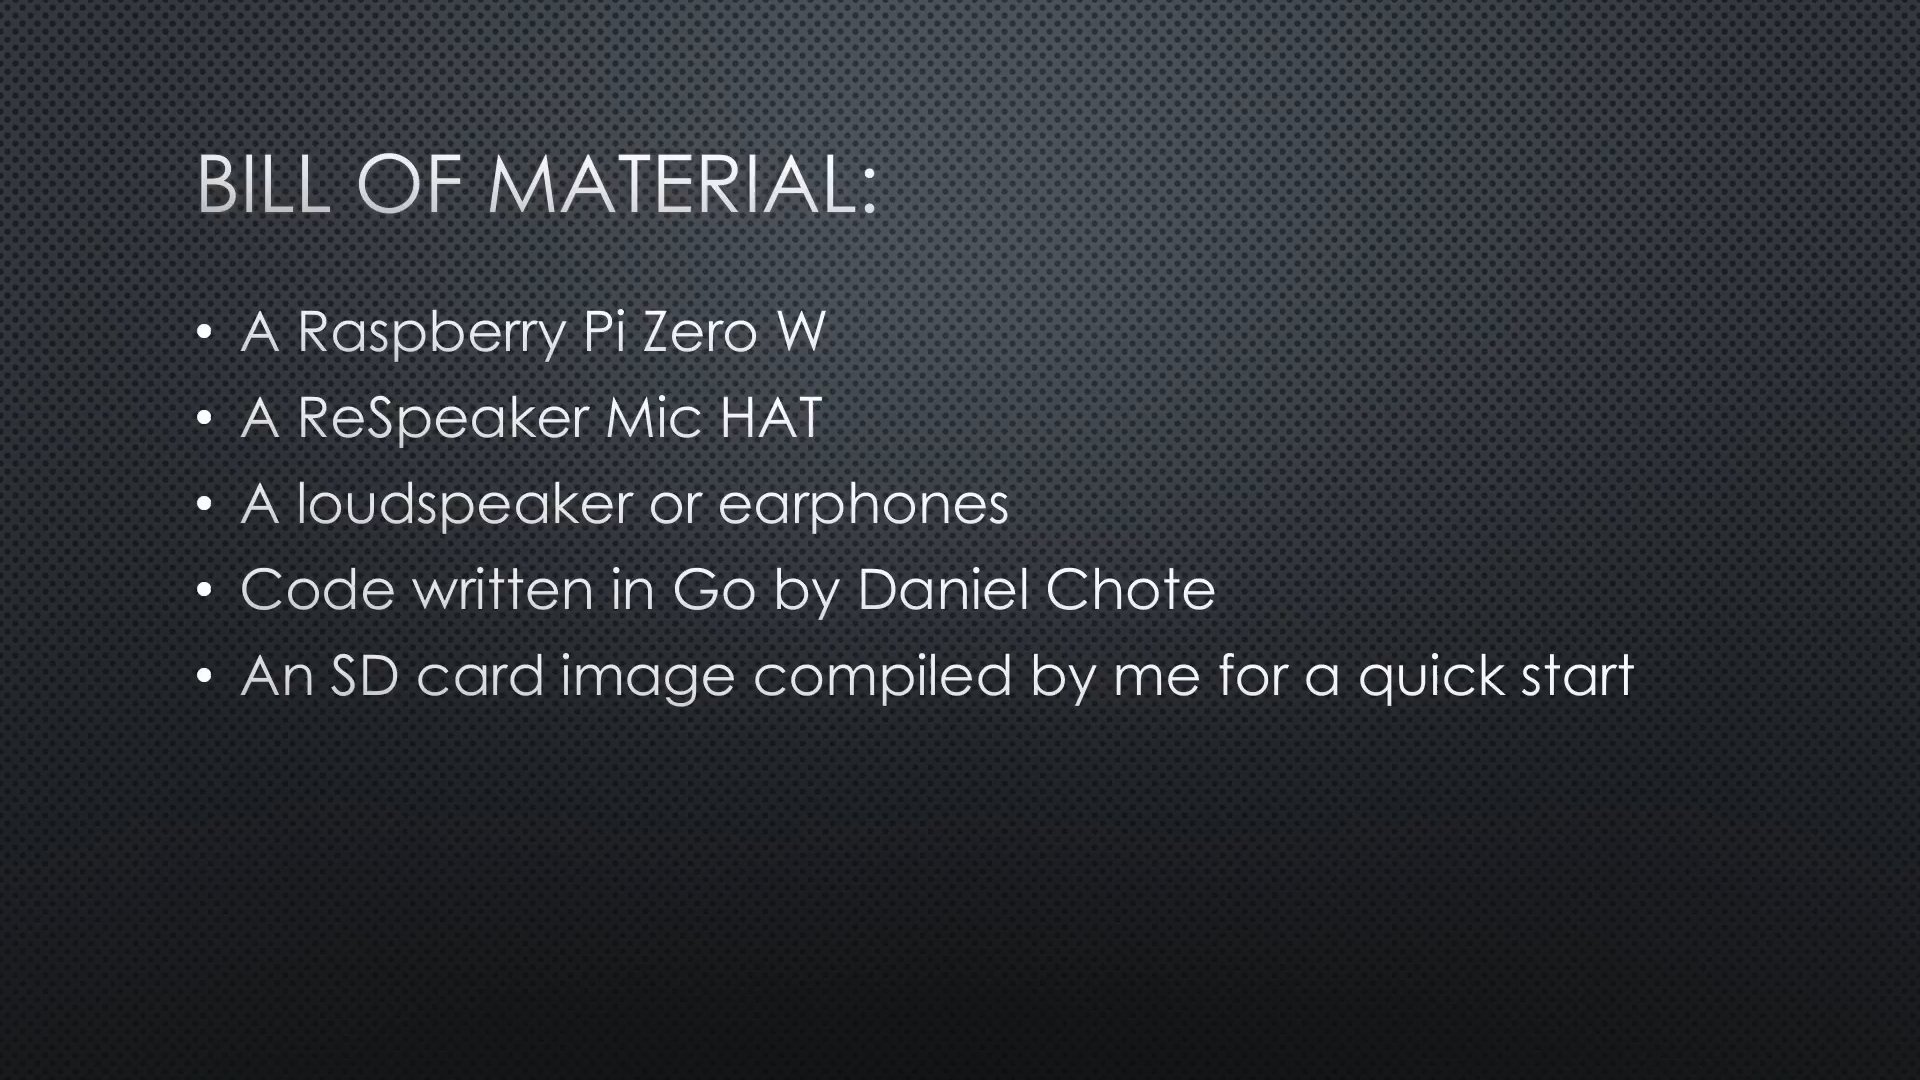 BILL OF MATERIAL:
• A Raspberry Pi Zero W
• A ReSpeaker Mic HAT
• A loudspeaker or earphones
• Code written in Go by Daniel Chote
• An SD card image compiled by me for a quick start